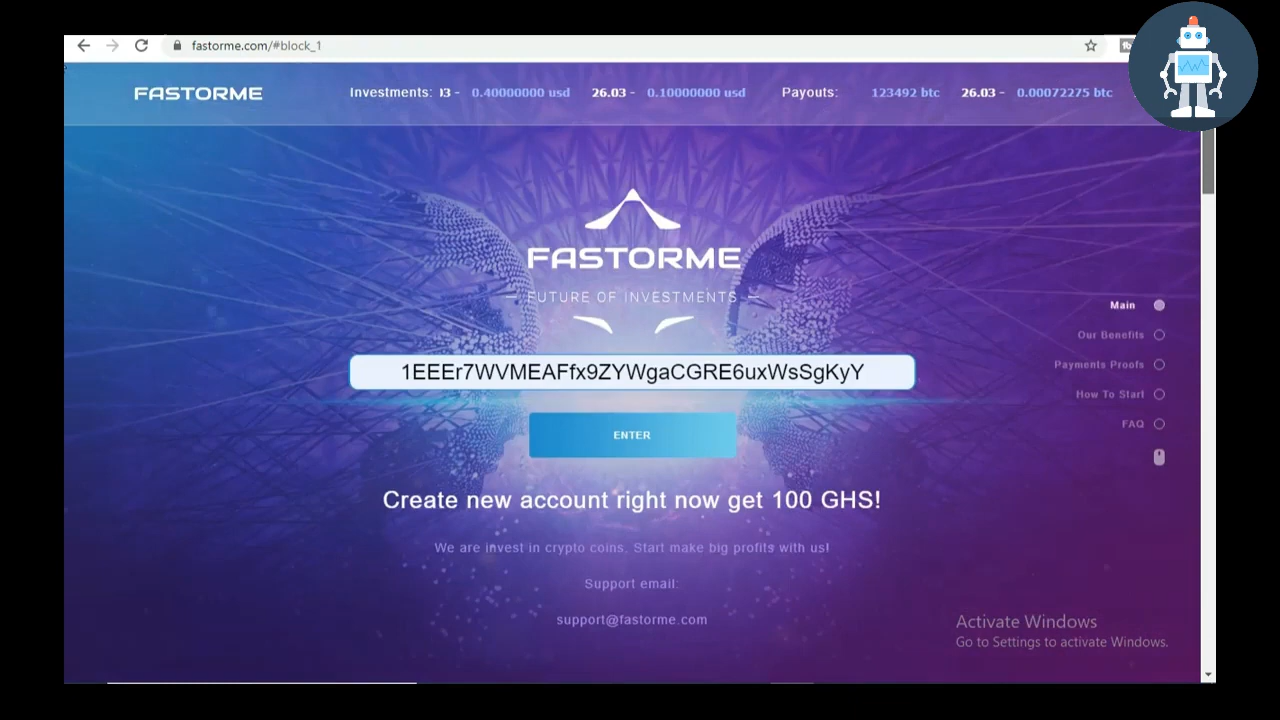 fastorme.com/#block_1
FASTORME
Investments: 13 - 0.40000000 usd 26.03 - 0.10000000 usd Payouts: 123492 btc 26.03 - 0.00072275 btc
FASTORME
FUTURE OF INVESTMENTS
Main
Our Benefits
Payments Proofs
How To Start
FAQ
1EEEr7WVMEAFfx9ZYWgaCGRE6uxWsSgKyY
ENTER
Create new account right now get 100 GHS!
We are invest in crypto coins. Start make big profits with us!
Support email:
support@fastorme.com
Activate Windows
Go to Settings to activate Windows.